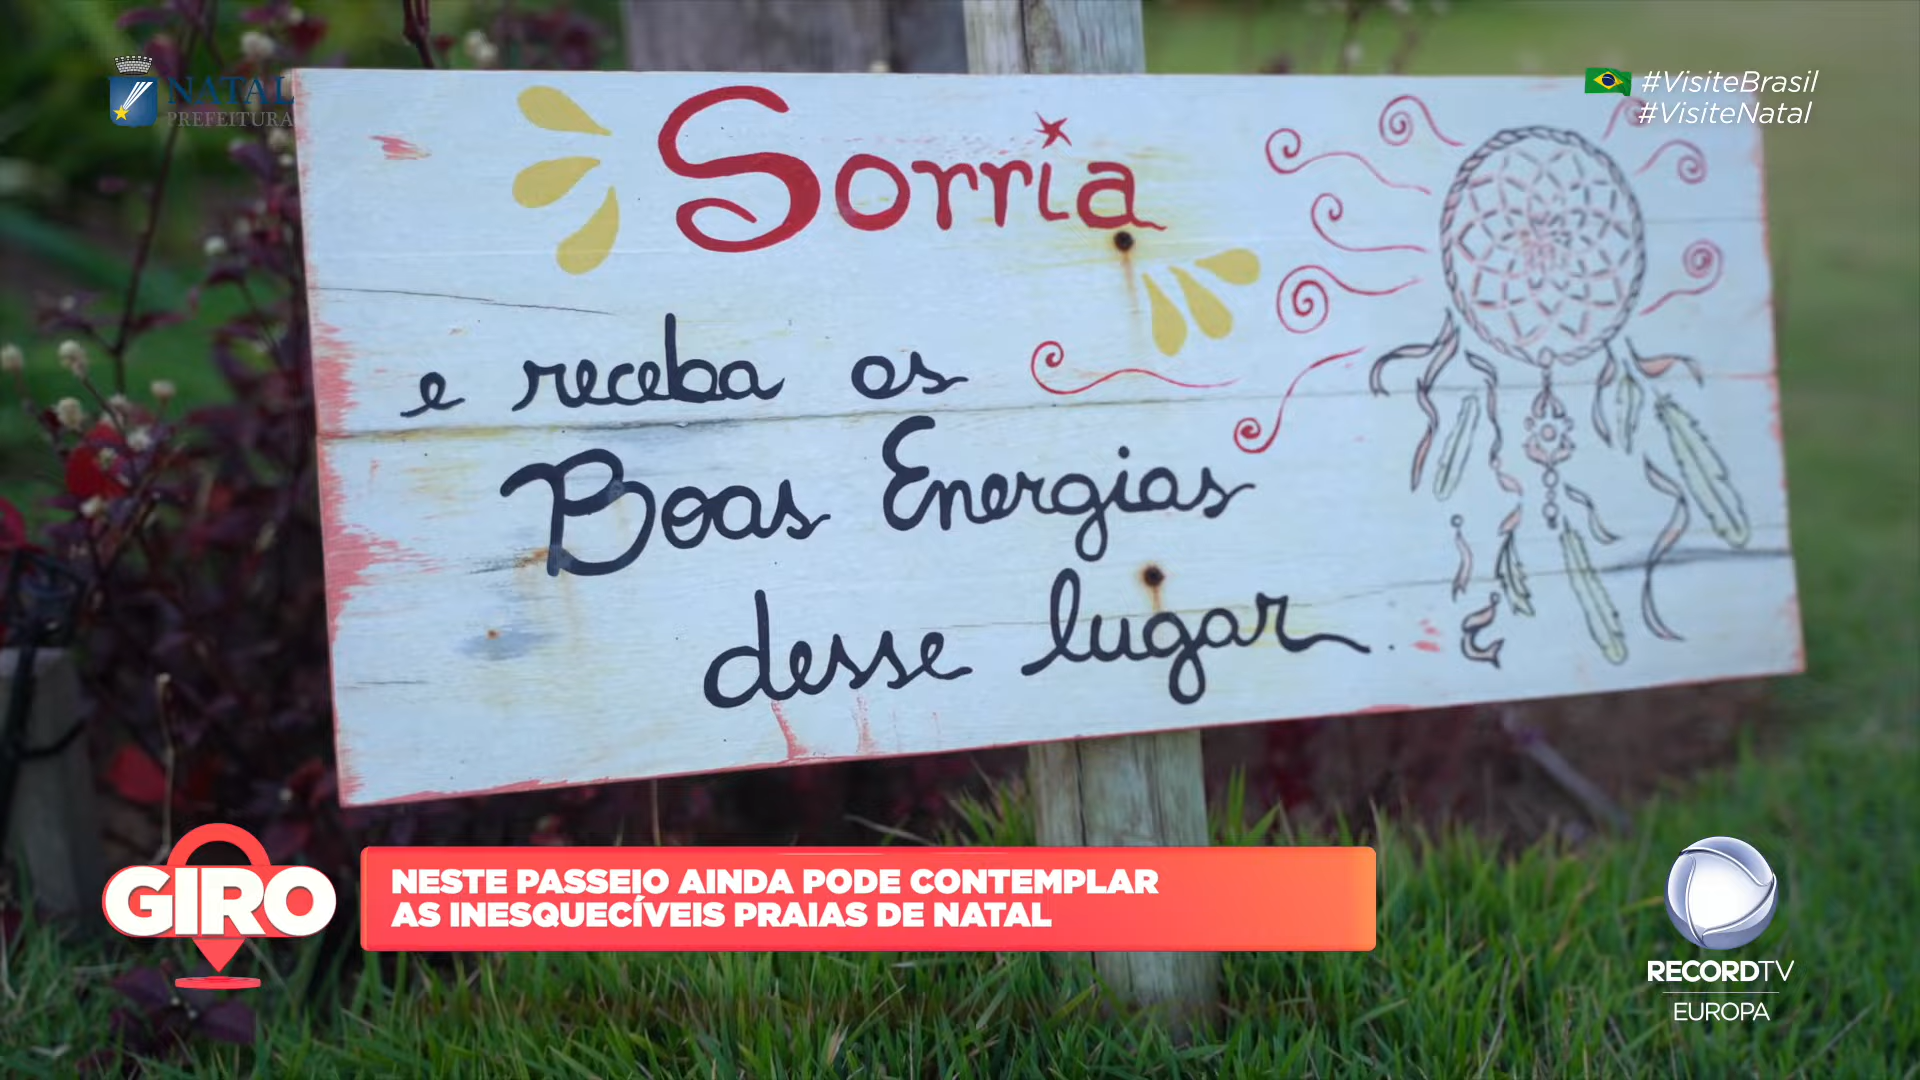 NATAL
PREFEITURA
#VisiteBrasil
#VisiteNatal
Sorria
e receba as
Boas Energias
desse lugar.
GIRO
NESTE PASSEIO AINDA PODE CONTEMPLAR
AS INESQUECÍVEIS PRAIAS DE NATAL
RECORDTV
EUROPA